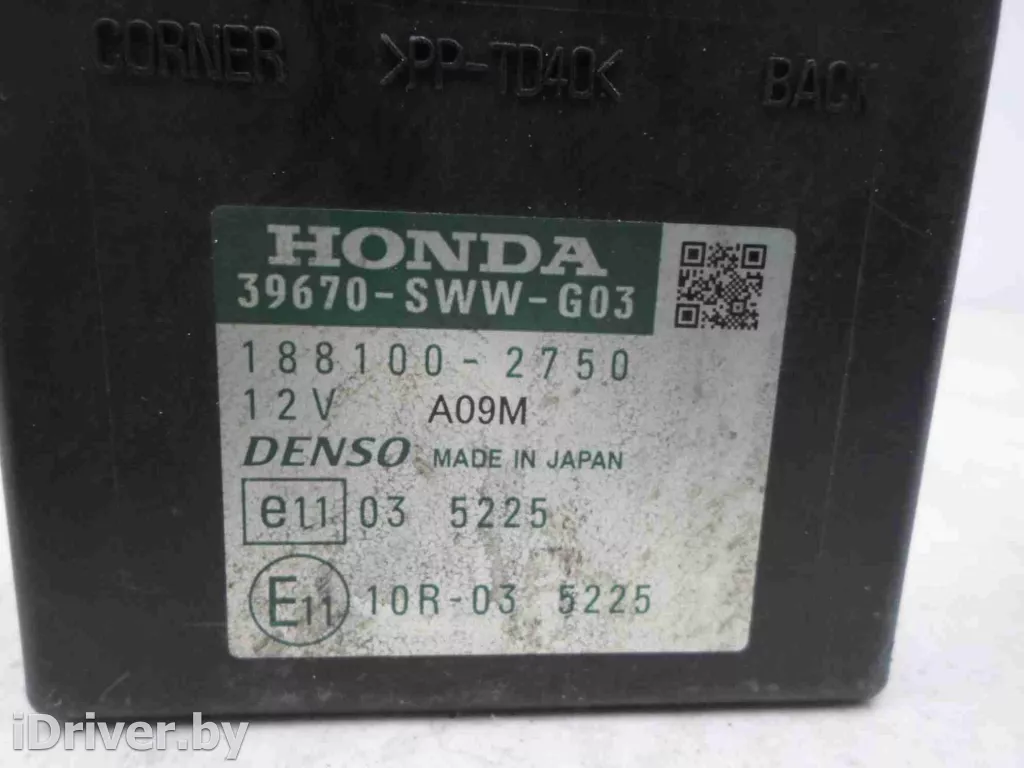 CORNER >PP-TD40< BACK
HONDA
39670-SWW-G03
188100-2750
12V A09M
DENSO MADE IN JAPAN
e11 03 5225
E11 10R-03 5225
iDriver.by